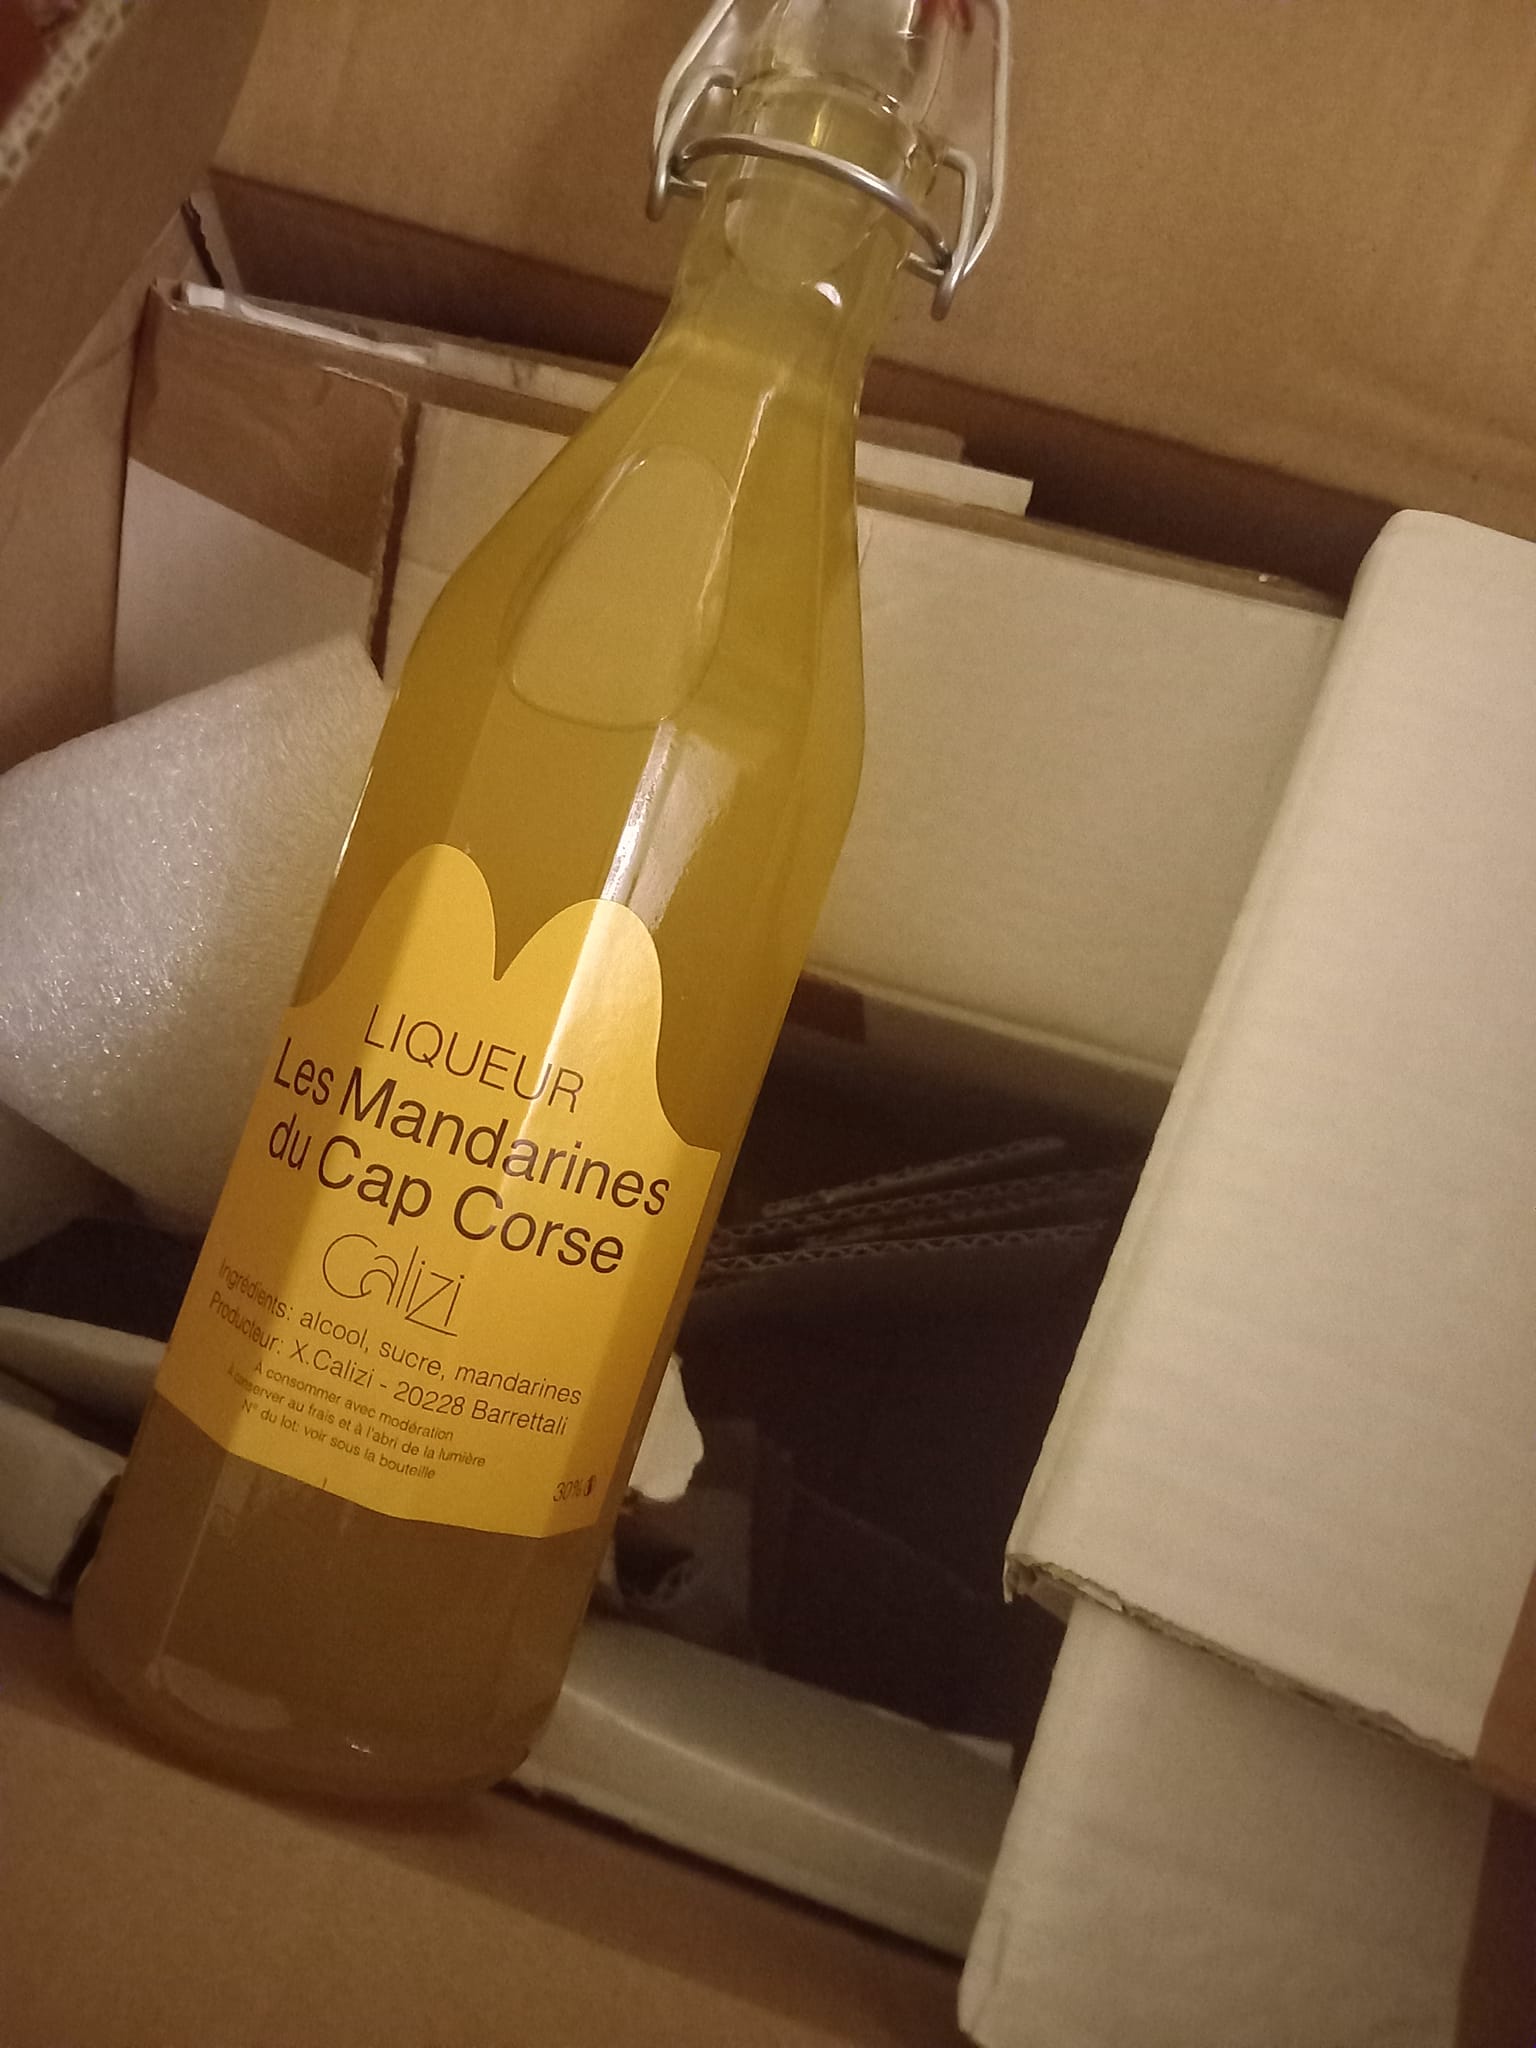 LIQUEUR
Les Mandarines
du Cap Corse
Calizi
Ingrédients: alcool, sucre, mandarines
Producteur: X.Calizi - 20228 Barrettali
A consommer avec modération
À conserver au frais et à l'abri de la lumière
N° du lot: voir sous la bouteille
30%